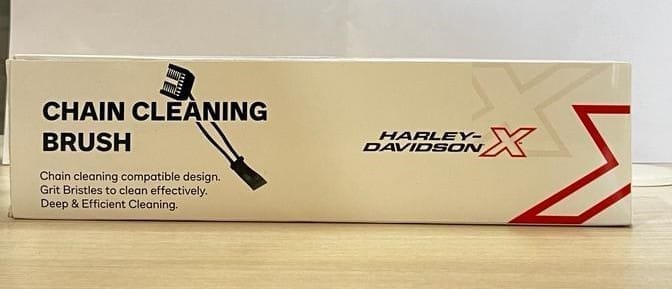 CHAIN CLEANING
BRUSH
Chain cleaning compatible design.
Grit Bristles to clean effectively.
Deep & Efficient Cleaning.
HARLEY-
DAVIDSON X